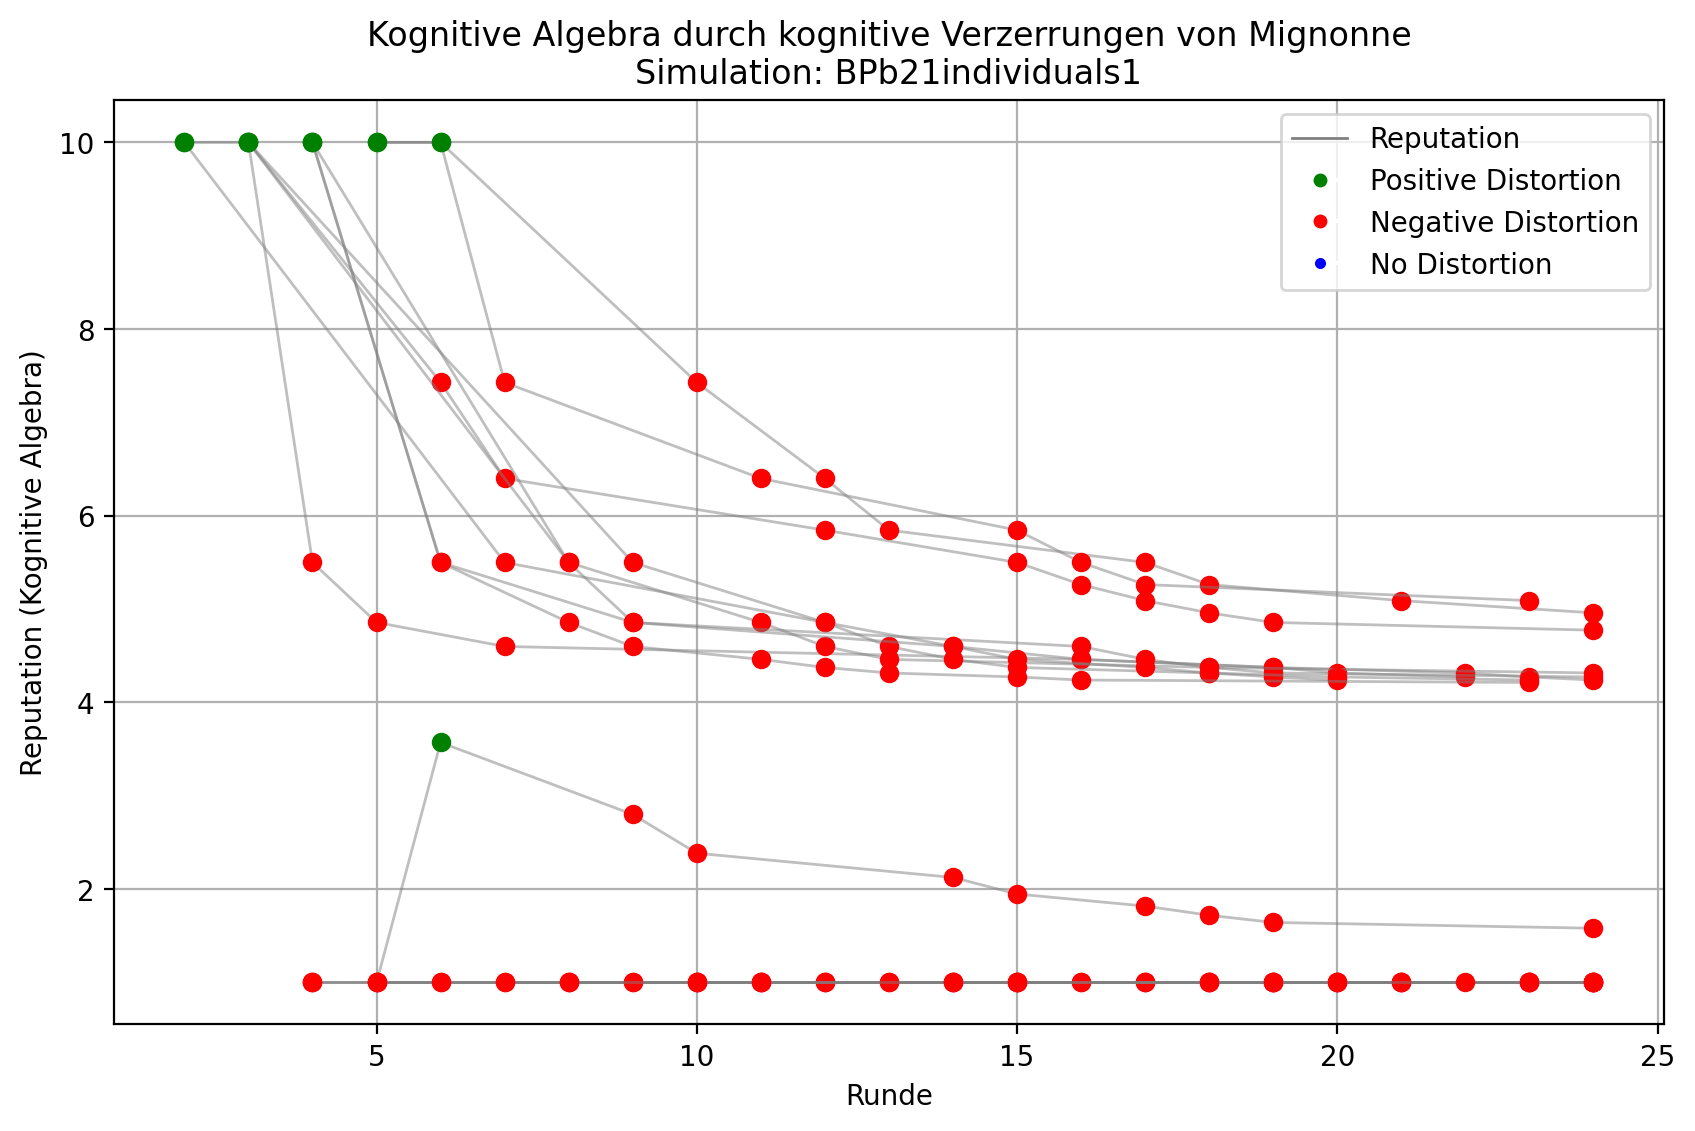 Kognitive Algebra durch kognitive Verzerrungen von Mignonne
Simulation: BPb21individuals1
Reputation
Positive Distortion
Negative Distortion
No Distortion
Reputation (Kognitive Algebra)
10
8
6
4
2
5
10
15
20
25
Runde